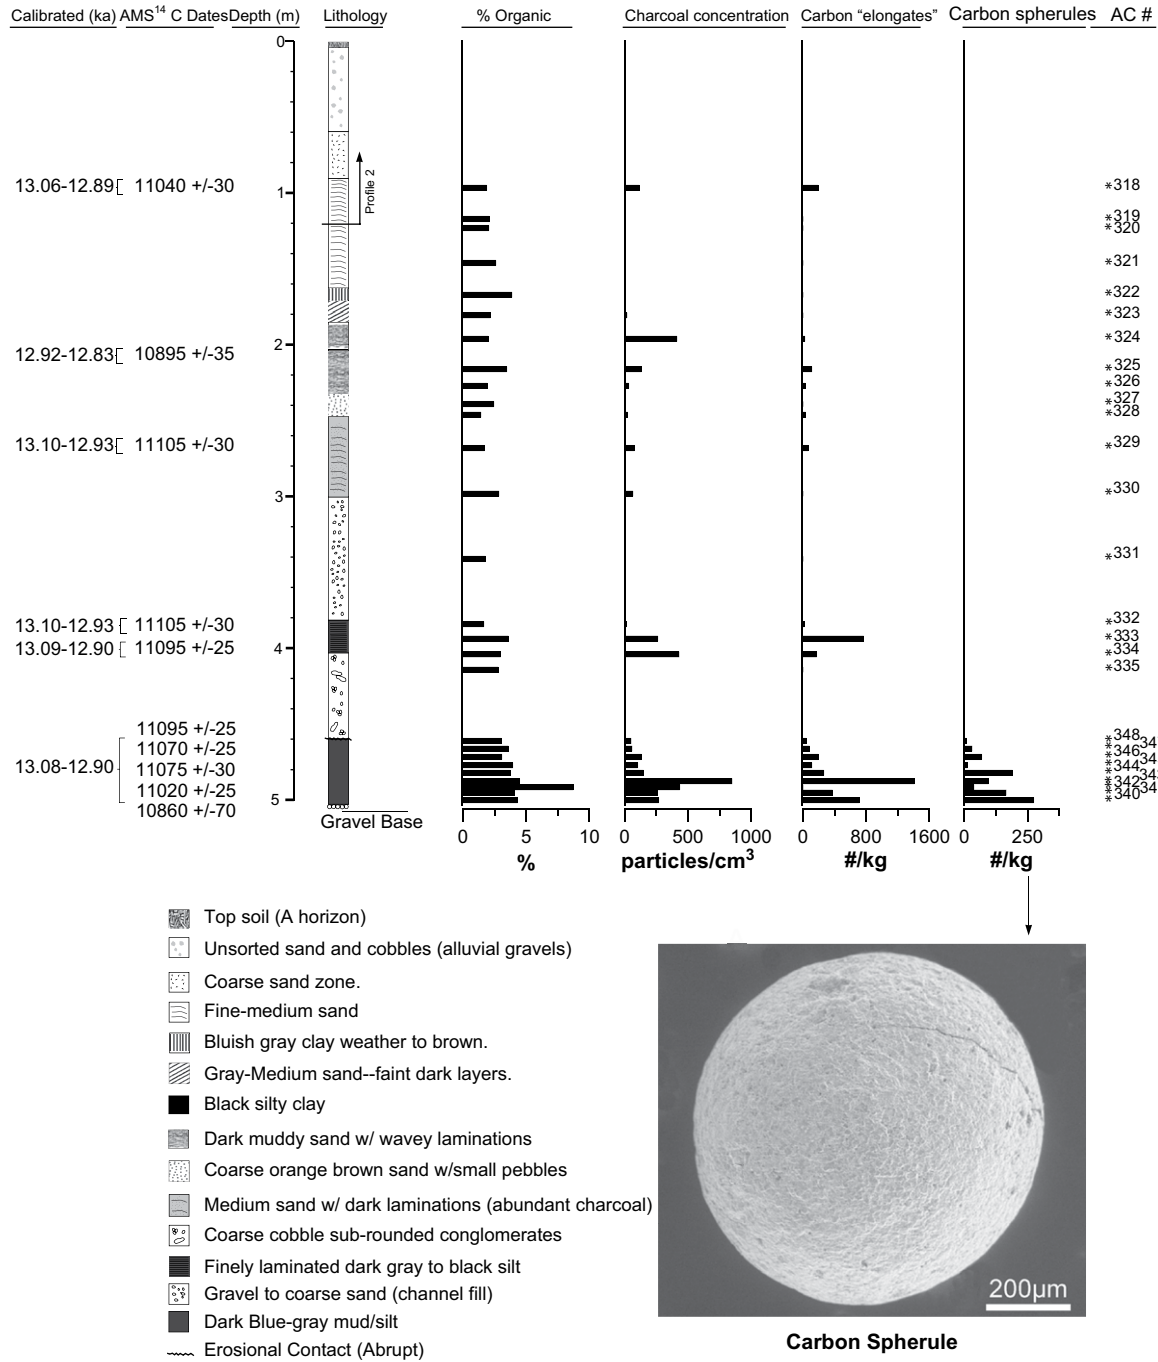 Calibrated (ka) AMS14 C Dates Depth (m) Lithology % Organic Charcoal concentration Carbon “elongates” Carbon spherules AC #
0
13.06-12.89 11040 +/-30 1 *318
Profile 2
*319
*320
*321
*322
*323
2 *324
12.92-12.83 10895 +/-35
*325
*326
*327
*328
13.10-12.93 11105 +/-30 *329
3 *330
*331
13.10-12.93 11105 +/-30 *332
*333
13.09-12.90 11095 +/-25 4 *334
*335
11095 +/-25 *348
11070 +/-25 *346
13.08-12.90 11075 +/-30 *344
11020 +/-25 *342
5 *340
10860 +/-70
Gravel Base
0 5 10 0 500 1000 0 800 1600 0 250
% particles/cm3 #/kg #/kg
Top soil (A horizon)
Unsorted sand and cobbles (alluvial gravels)
Coarse sand zone.
Fine-medium sand
Bluish gray clay weather to brown.
Gray-Medium sand--faint dark layers.
Black silty clay
Dark muddy sand w/ wavey laminations
Coarse orange brown sand w/small pebbles
Medium sand w/ dark laminations (abundant charcoal)
Coarse cobble sub-rounded conglomerates
Finely laminated dark gray to black silt
Gravel to coarse sand (channel fill)
Dark Blue-gray mud/silt
Erosional Contact (Abrupt)
200μm
Carbon Spherule